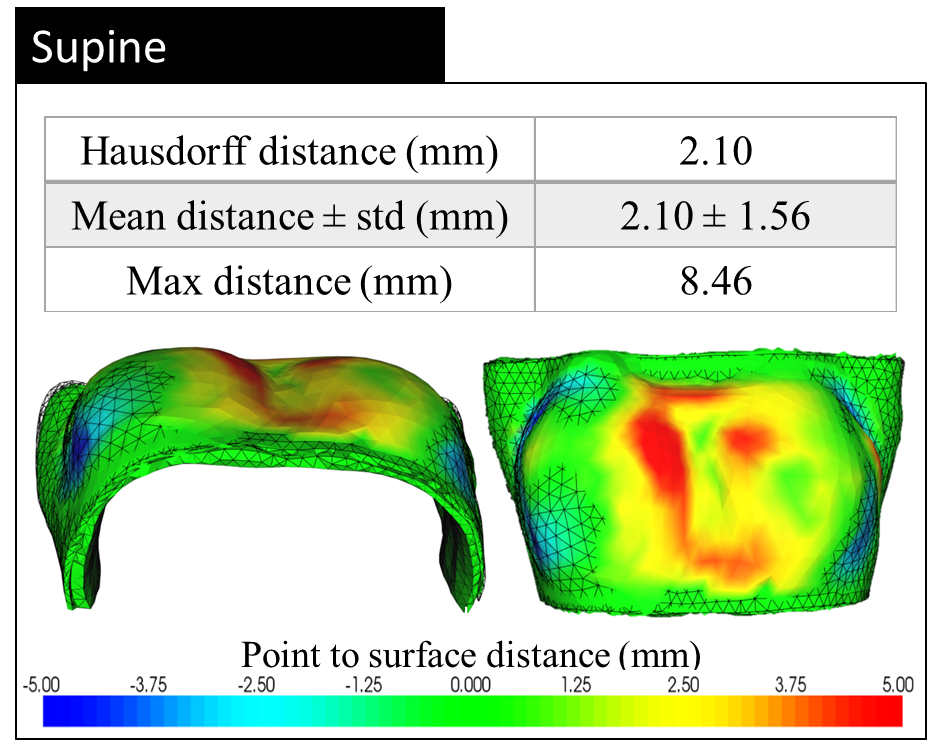 Supine
Hausdorff distance (mm) 2.10
Mean distance ± std (mm) 2.10 ± 1.56
Max distance (mm) 8.46
Point to surface distance (mm)
-5.00 -3.75 -2.50 -1.25 0.000 1.25 2.50 3.75 5.00